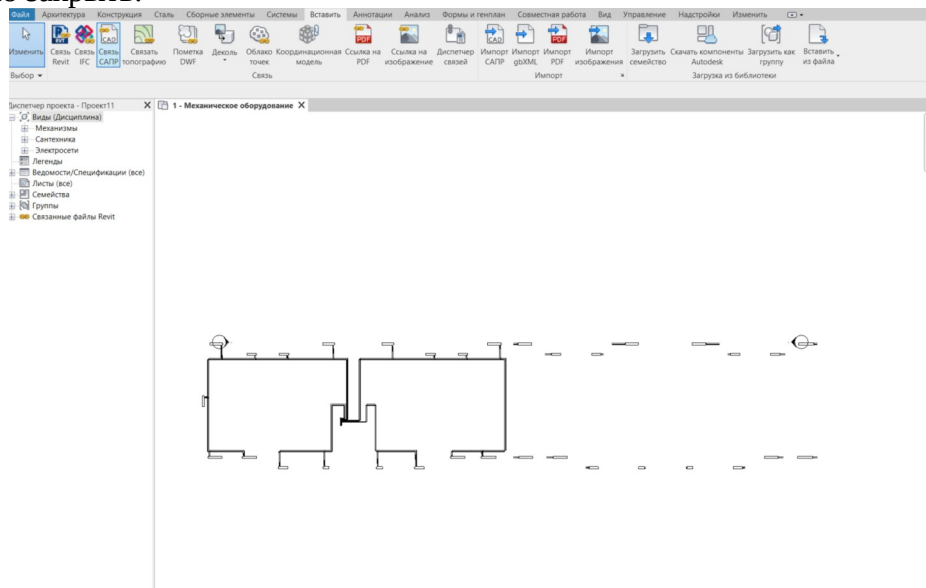 Файл Архитектура Конструкция Сталь Сборные элементы Системы Вставить Аннотации Анализ Формы и генплан Совместная работа Вид Управление Надстройки Изменить
Изменить Связь Revit Связь IFC Связь САПР Связать топографию Пометка DWF Деколь Облако точек Координационная модель Ссылка на PDF Ссылка на изображение Диспетчер связей Импорт САПР Импорт gbXML Импорт PDF Импорт изображения Загрузить семейство Скачать компоненты Autodesk Загрузить как группу Вставить из файла
Выбор Связь Импорт Загрузка из библиотеки
Диспетчер проекта - Проект11 X 1 - Механическое оборудование X
Виды (Дисциплина)
Механизмы
Сантехника
Электросети
Легенды
Ведомости/Спецификации (все)
Листы (все)
Семейства
Группы
Связанные файлы Revit